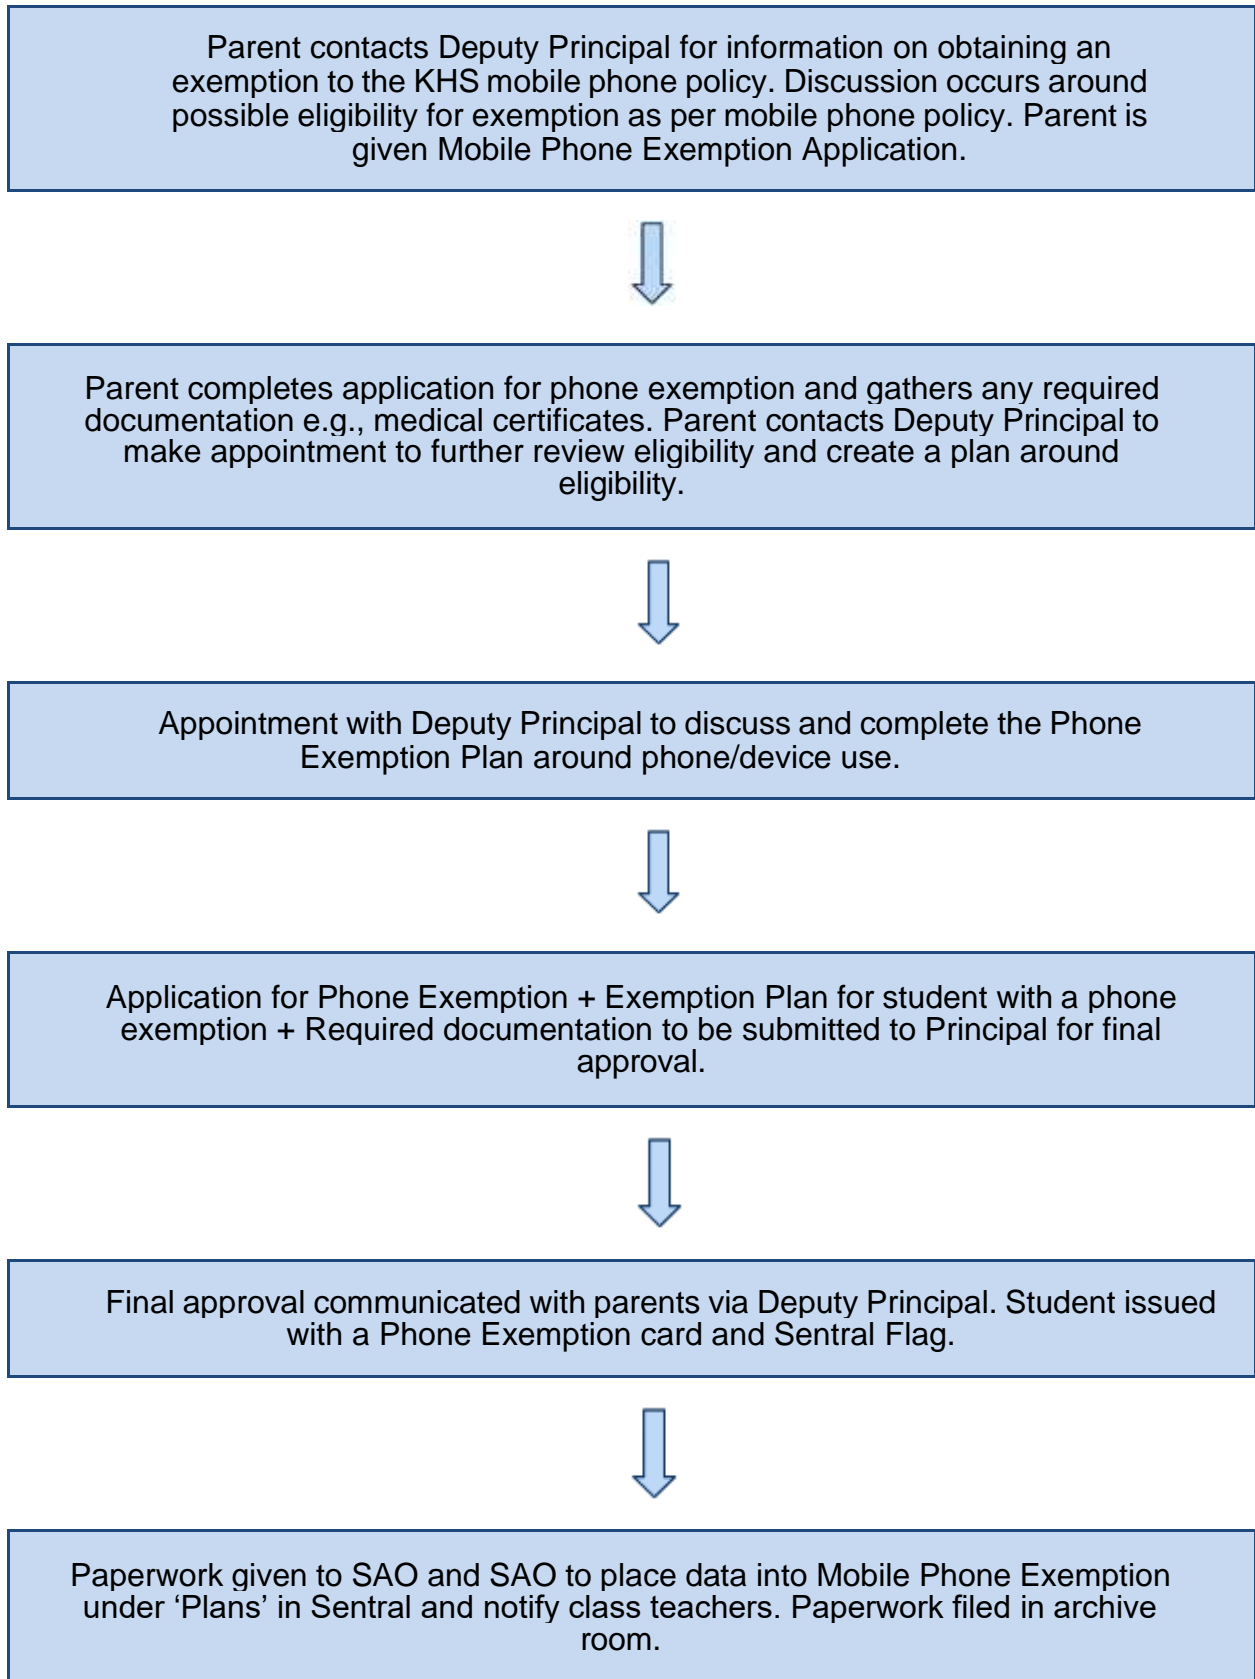 Parent contacts Deputy Principal for information on obtaining an
exemption to the KHS mobile phone policy. Discussion occurs around
possible eligibility for exemption as per mobile phone policy. Parent is
given Mobile Phone Exemption Application.
Parent completes application for phone exemption and gathers any required
documentation e.g., medical certificates. Parent contacts Deputy Principal to
make appointment to further review eligibility and create a plan around
eligibility.
Appointment with Deputy Principal to discuss and complete the Phone
Exemption Plan around phone/device use.
Application for Phone Exemption + Exemption Plan for student with a phone
exemption + Required documentation to be submitted to Principal for final
approval.
Final approval communicated with parents via Deputy Principal. Student issued
with a Phone Exemption card and Sentral Flag.
Paperwork given to SAO and SAO to place data into Mobile Phone Exemption
under ‘Plans’ in Sentral and notify class teachers. Paperwork filed in archive
room.